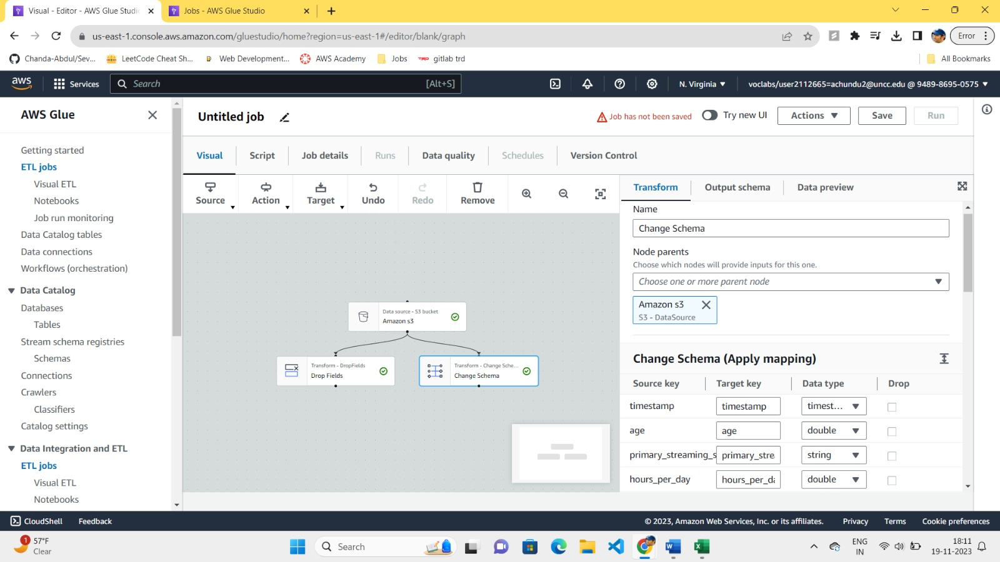 Visual - Editor - AWS Glue Studio
Jobs - AWS Glue Studio
us-east-1.console.aws.amazon.com/gluestudio/home?region=us-east-1#/editor/blank/graph
Error
Chanda-Abdul/Sev...
LeetCode Cheat Sh...
Web Development...
AWS Academy
Jobs
gitlab trd
All Bookmarks
aws
Services
Search
[Alt+S]
N. Virginia
voclabs/user2112665=achundu2@uncc.edu @ 9489-8695-0575
AWS Glue
Getting started
ETL jobs
Visual ETL
Notebooks
Job run monitoring
Data Catalog tables
Data connections
Workflows (orchestration)
Data Catalog
Databases
Tables
Stream schema registries
Schemas
Connections
Crawlers
Classifiers
Catalog settings
Data Integration and ETL
ETL jobs
Visual ETL
Notebooks
Untitled job
Job has not been saved
Try new UI
Actions
Save
Run
Visual
Script
Job details
Runs
Data quality
Schedules
Version Control
Source
Action
Target
Undo
Redo
Remove
Data source - S3 bucket
Amazon s3
Transform - DropFields
Drop Fields
Transform - Change Sche...
Change Schema
Transform
Output schema
Data preview
Name
Change Schema
Node parents
Choose which nodes will provide inputs for this one.
Choose one or more parent node
Amazon s3
S3 - DataSource
Change Schema (Apply mapping)
Source key
Target key
Data type
Drop
timestamp
timestamp
timest...
age
age
double
primary_streaming_s
primary_stre
string
hours_per_day
hours_per_da
double
CloudShell
Feedback
© 2023, Amazon Web Services, Inc. or its affiliates.
Privacy
Terms
Cookie preferences
1
57°F
Clear
Search
ENG
IN
18:11
19-11-2023